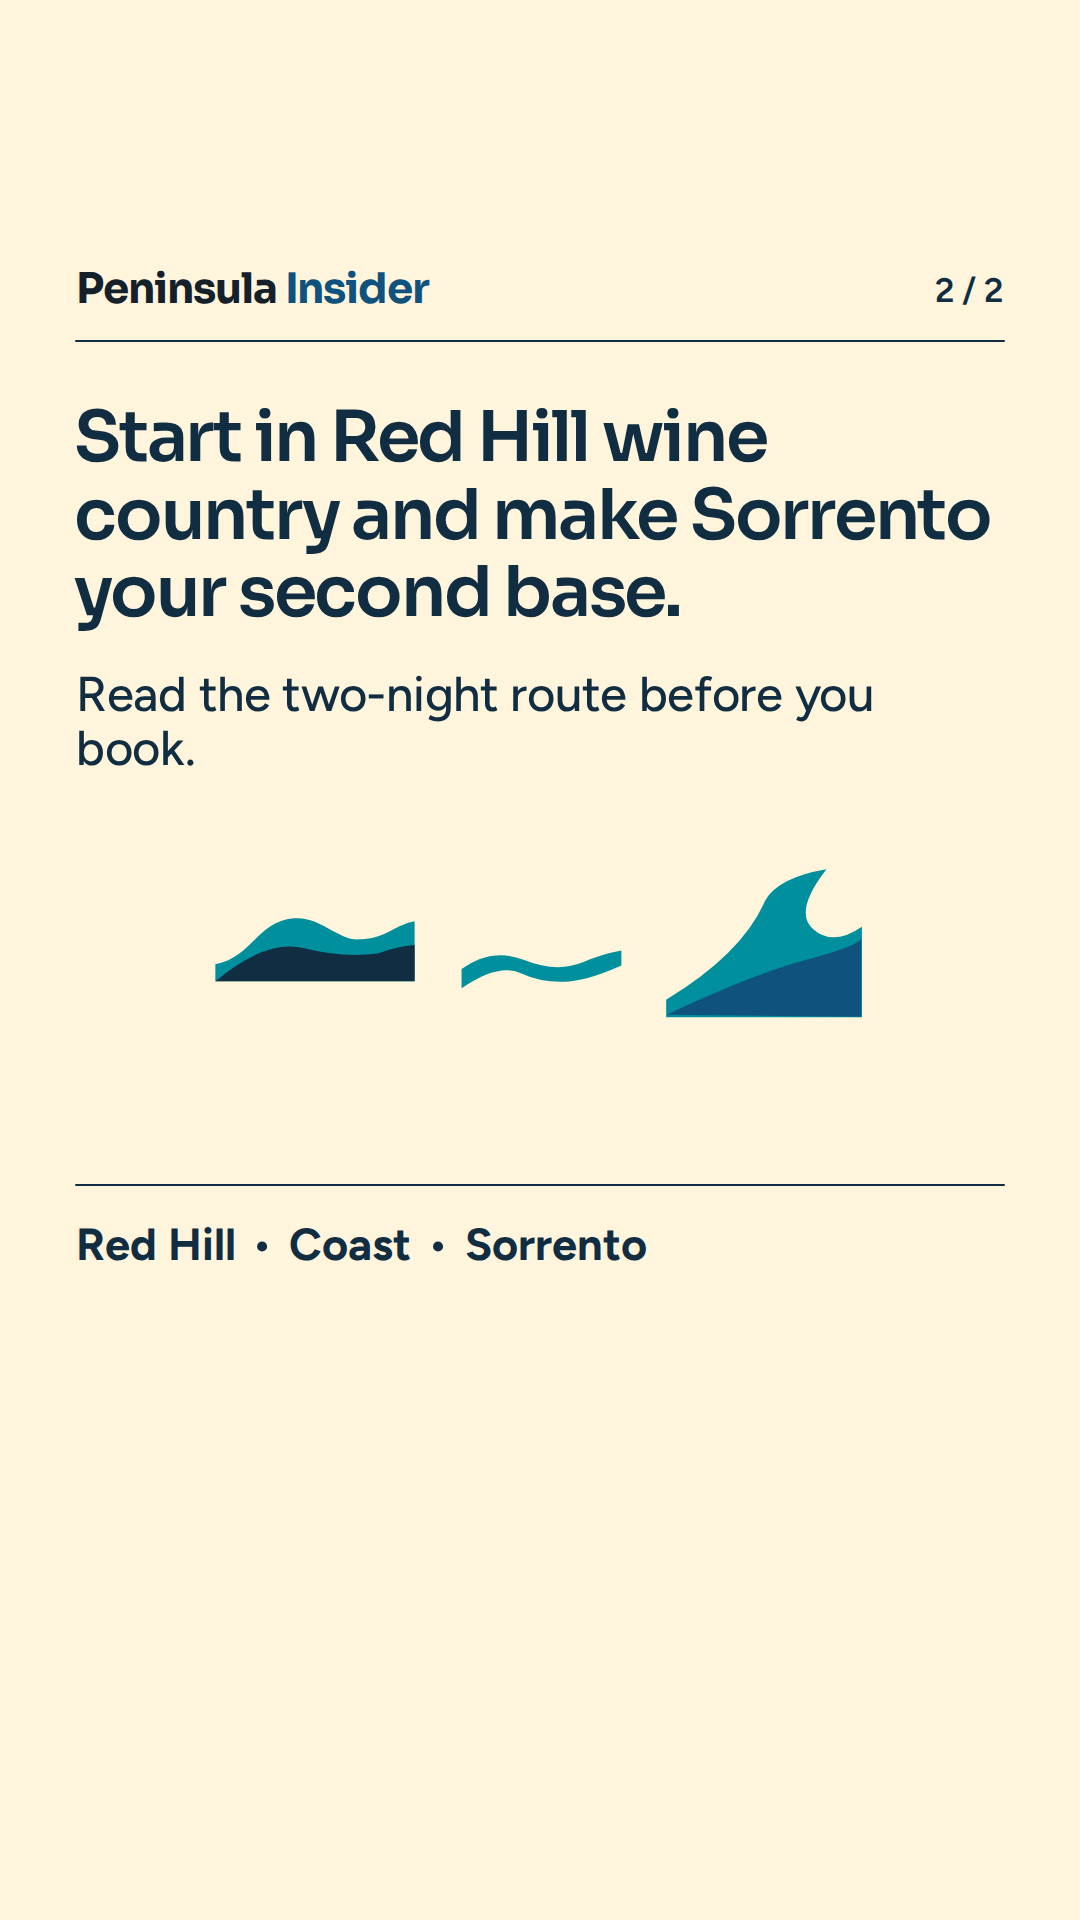 Peninsula Insider
2 / 2
Start in Red Hill wine
country and make Sorrento
your second base.
Read the two-night route before you
book.
Red Hill • Coast • Sorrento